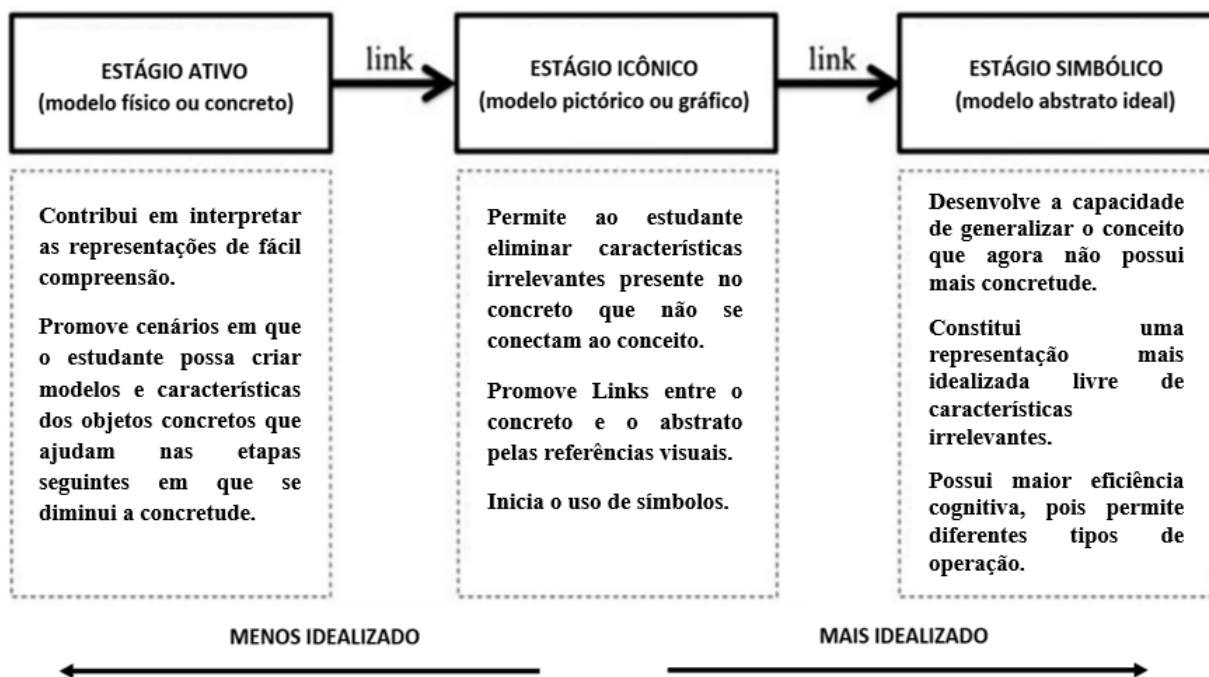 ESTÁGIO ATIVO
(modelo físico ou concreto)
link
ESTÁGIO ICÔNICO
(modelo pictórico ou gráfico)
link
ESTÁGIO SIMBÓLICO
(modelo abstrato ideal)
Contribui em interpretar
as representações de fácil
compreensão.
Promove cenários em que
o estudante possa criar
modelos e características
dos objetos concretos que
ajudam nas etapas
seguintes em que se
diminui a concretude.
Permite ao estudante
eliminar características
irrelevantes presente no
concreto que não se
conectam ao conceito.
Promove Links entre o
concreto e o abstrato
pelas referências visuais.
Inicia o uso de símbolos.
Desenvolve a capacidade
de generalizar o conceito
que agora não possui
mais concretude.
Constitui uma
representação mais
idealizada livre de
características
irrelevantes.
Possui maior eficiência
cognitiva, pois permite
diferentes tipos de
operação.
MENOS IDEALIZADO
MAIS IDEALIZADO